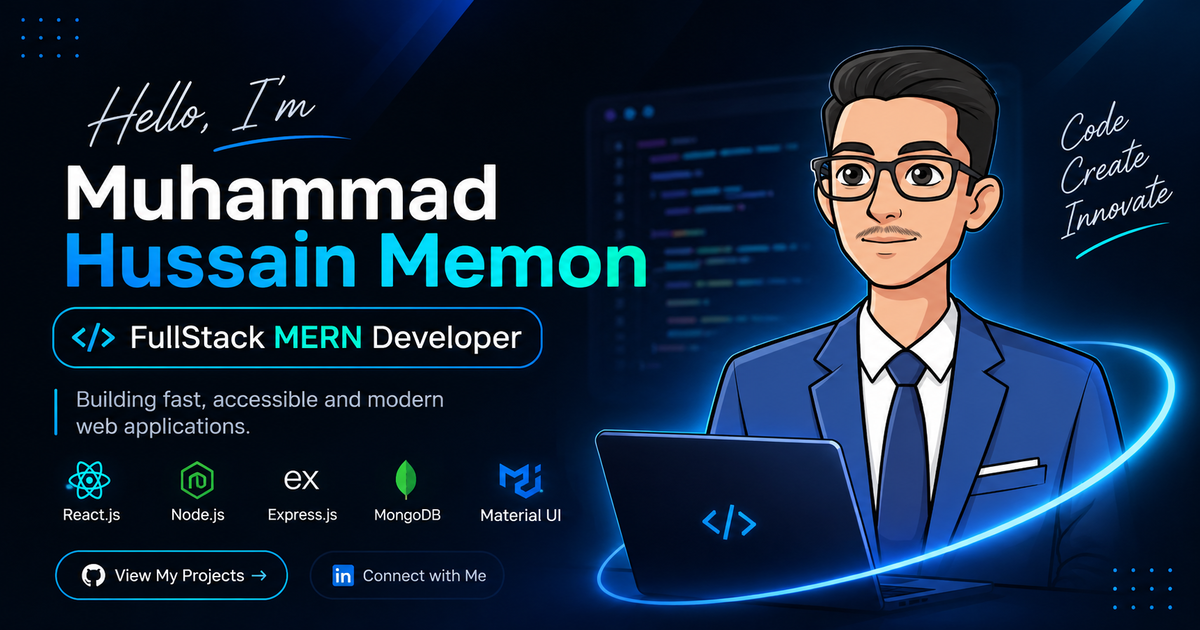 Hello, I'm
Muhammad
Hussain Memon
</> FullStack MERN Developer
Building fast, accessible and modern
web applications.
ex
React.js
Node.js
Express.js
MongoDB
Material UI
View My Projects →
in Connect with Me
Code
Create
Innovate
</>